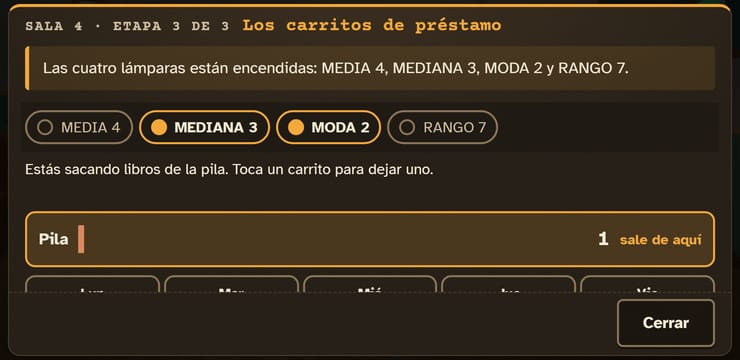 SALA 4 · ETAPA 3 DE 3 Los carritos de préstamo
Las cuatro lámparas están encendidas: MEDIA 4, MEDIANA 3, MODA 2 y RANGO 7.
MEDIA 4 MEDIANA 3 MODA 2 RANGO 7
Estás sacando libros de la pila. Toca un carrito para dejar uno.
Pila 1 sale de aquí
Cerrar